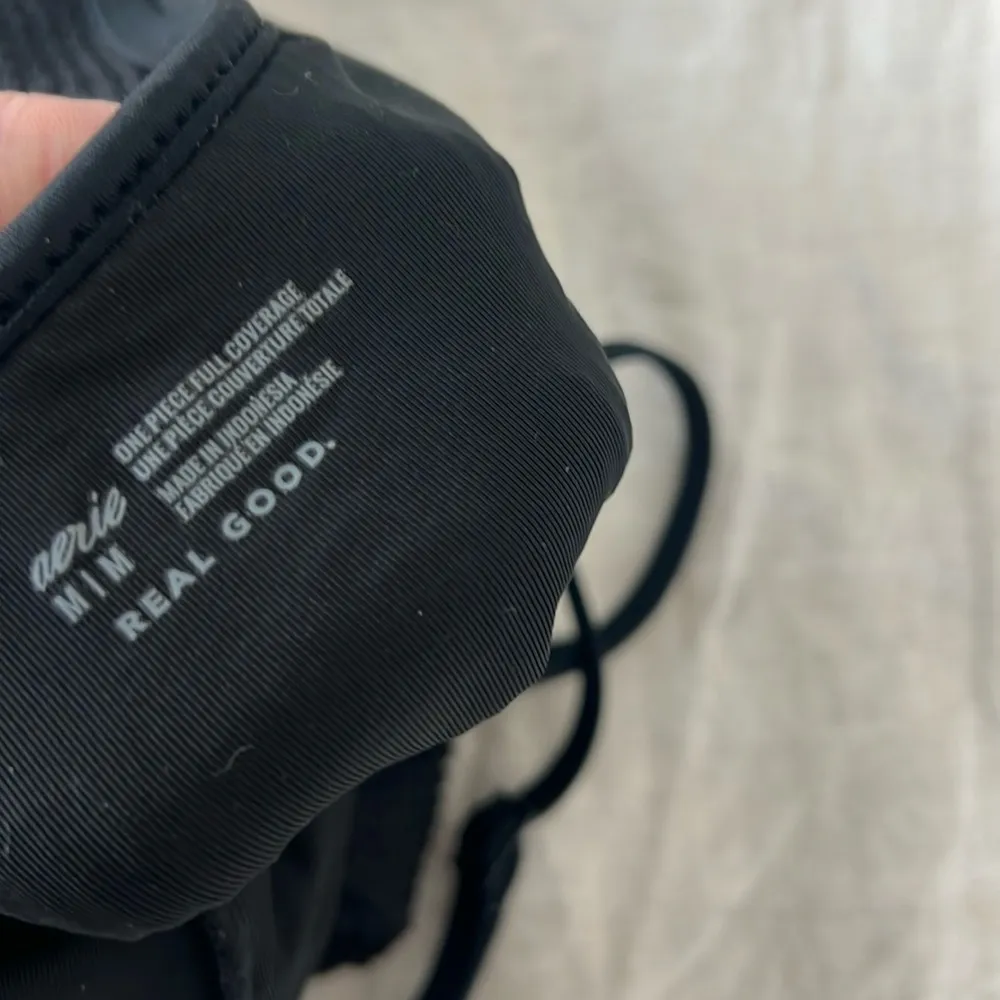 ONE PIECE FULL COVERAGE
UNE PIÈCE COUVERTURE TOTALE
MADE IN INDONESIA
FABRIQUÉ EN INDONÉSIE
aerie
M | M
REAL GOOD.